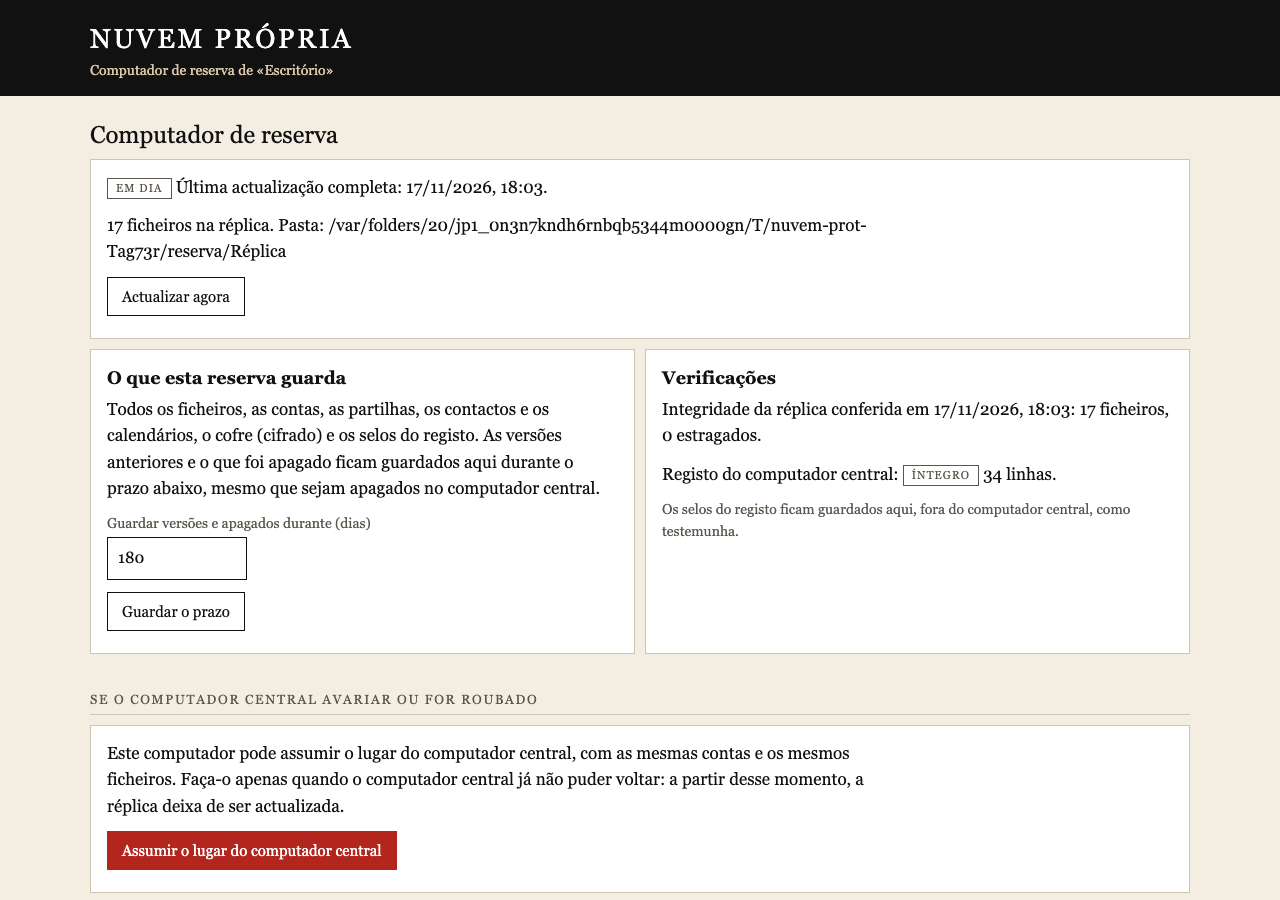 NUVEM PRÓPRIA
Computador de reserva de «Escritório»
Computador de reserva
EM DIA Última actualização completa: 17/11/2026, 18:03.
17 ficheiros na réplica. Pasta: /var/folders/20/jp1_0n3n7kndh6rnbqb5344m0000gn/T/nuvem-prot-
Tag73r/reserva/Réplica
Actualizar agora
O que esta reserva guarda
Todos os ficheiros, as contas, as partilhas, os contactos e os
calendários, o cofre (cifrado) e os selos do registo. As versões
anteriores e o que foi apagado ficam guardados aqui durante o
prazo abaixo, mesmo que sejam apagados no computador central.
Guardar versões e apagados durante (dias)
180
Guardar o prazo
Verificações
Integridade da réplica conferida em 17/11/2026, 18:03: 17 ficheiros,
0 estragados.
Registo do computador central: ÍNTEGRO 34 linhas.
Os selos do registo ficam guardados aqui, fora do computador central, como
testemunha.
SE O COMPUTADOR CENTRAL AVARIAR OU FOR ROUBADO
Este computador pode assumir o lugar do computador central, com as mesmas contas e os mesmos
ficheiros. Faça-o apenas quando o computador central já não puder voltar: a partir desse momento, a
réplica deixa de ser actualizada.
Assumir o lugar do computador central